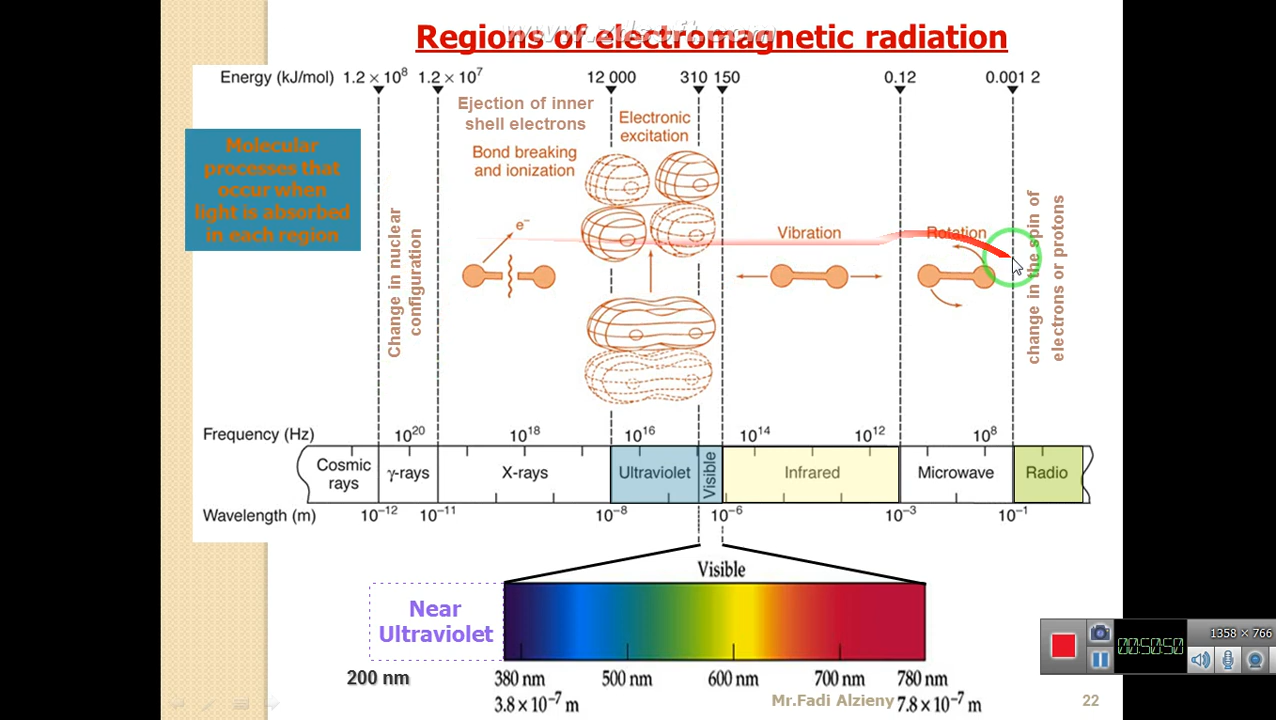 www.zdsoft.com
Regions of electromagnetic radiation
Energy (kJ/mol) 1.2 × 10⁸ 1.2 × 10⁷ 12 000 310 150 0.12 0.001 2
Molecular
processes that
occur when
light is absorbed
in each region
Change in nuclear
configuration
Ejection of inner
shell electrons
Bond breaking
and ionization
e⁻
Electronic
excitation
Vibration
Rotation
change in the spin of
electrons or protons
Frequency (Hz) 10²⁰ 10¹⁸ 10¹⁶ 10¹⁴ 10¹² 10⁸
Cosmic
rays
γ-rays
X-rays
Ultraviolet
Visible
Infrared
Microwave
Radio
Wavelength (m) 10⁻¹² 10⁻¹¹ 10⁻⁸ 10⁻⁶ 10⁻³ 10⁻¹
Visible
Near
Ultraviolet
200 nm 380 nm 500 nm 600 nm 700 nm 780 nm
3.8 × 10⁻⁷ m 7.8 × 10⁻⁷ m
Mr.Fadi Alzieny
22
1358 × 766
00:50:50